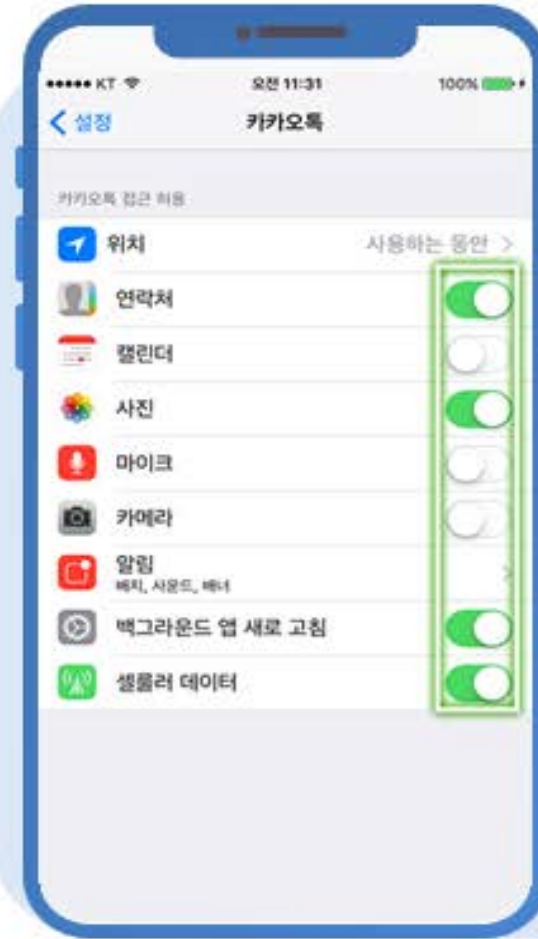 KT 오전 11:31 100%
설정 카카오톡
카카오톡 접근 허용
위치 사용하는 동안
연락처
캘린더
사진
마이크
카메라
알림
배지, 사운드, 배너
백그라운드 앱 새로 고침
셀룰러 데이터